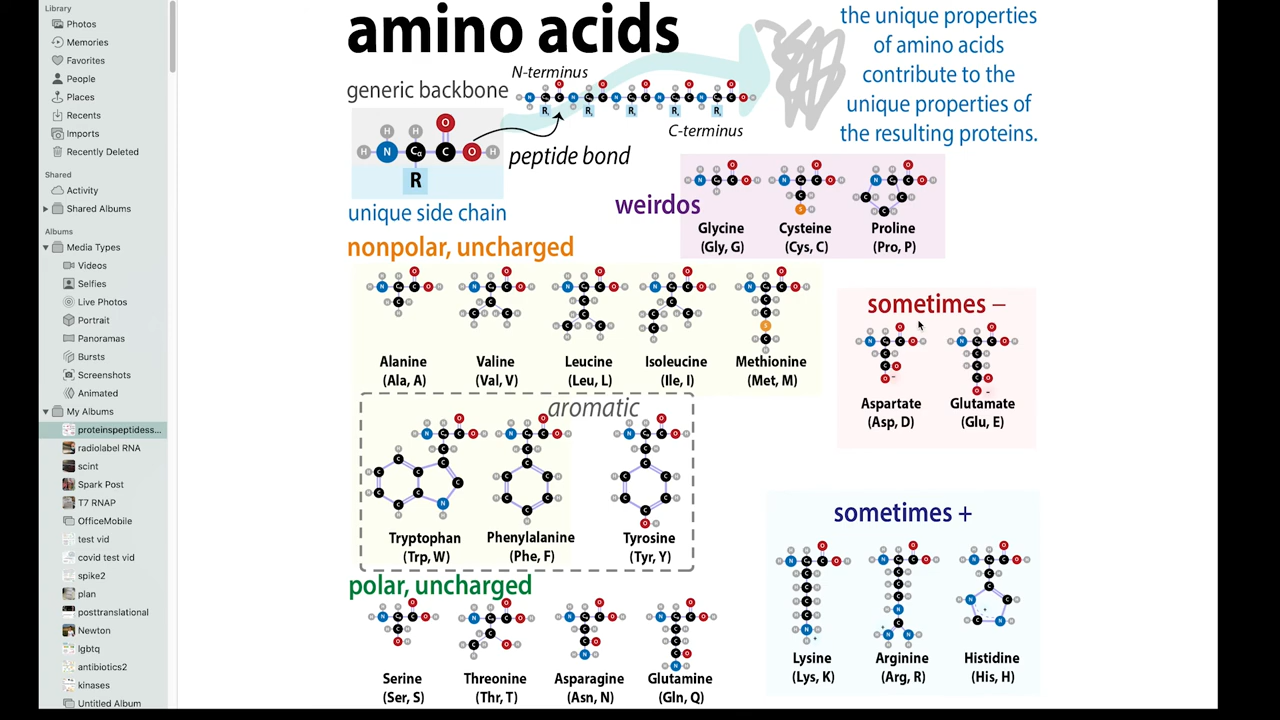 Library
Photos
Memories
Favorites
People
Places
Recents
Imports
Recently Deleted
Shared
Activity
Shared Albums
Albums
Media Types
Videos
Selfies
Live Photos
Portrait
Panoramas
Bursts
Screenshots
Animated
My Albums
proteinspeptidess...
radiolabel RNA
scint
Spark Post
T7 RNAP
OfficeMobile
test vid
covid test vid
spike2
plan
posttranslational
Newton
lgbtq
antibiotics2
kinases
Untitled Album
amino acids
the unique properties
of amino acids
contribute to the
unique properties of
the resulting proteins.
generic backbone
N-terminus
R R R R R
C-terminus
H H O
H N Cα C O H
R
peptide bond
unique side chain
weirdos
Glycine
(Gly, G)
Cysteine
(Cys, C)
Proline
(Pro, P)
nonpolar, uncharged
Alanine
(Ala, A)
Valine
(Val, V)
Leucine
(Leu, L)
Isoleucine
(Ile, I)
Methionine
(Met, M)
sometimes –
Aspartate
(Asp, D)
Glutamate
(Glu, E)
aromatic
Tryptophan
(Trp, W)
Phenylalanine
(Phe, F)
Tyrosine
(Tyr, Y)
sometimes +
Lysine
(Lys, K)
Arginine
(Arg, R)
Histidine
(His, H)
polar, uncharged
Serine
(Ser, S)
Threonine
(Thr, T)
Asparagine
(Asn, N)
Glutamine
(Gln, Q)